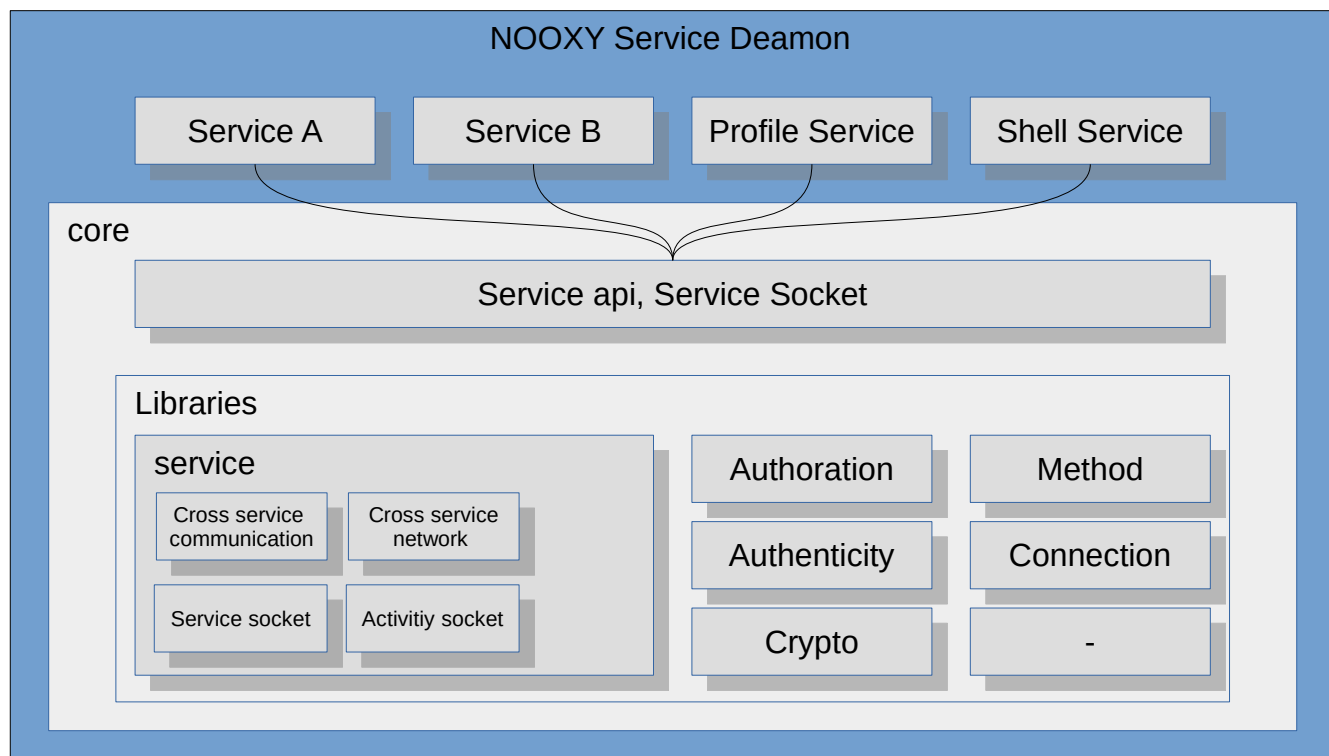 NOOXY Service Deamon
Service A
Service B
Profile Service
Shell Service
core
Service api, Service Socket
Libraries
service
Cross service
communication
Cross service
network
Service socket
Activitiy socket
Authoration
Method
Authenticity
Connection
Crypto
-